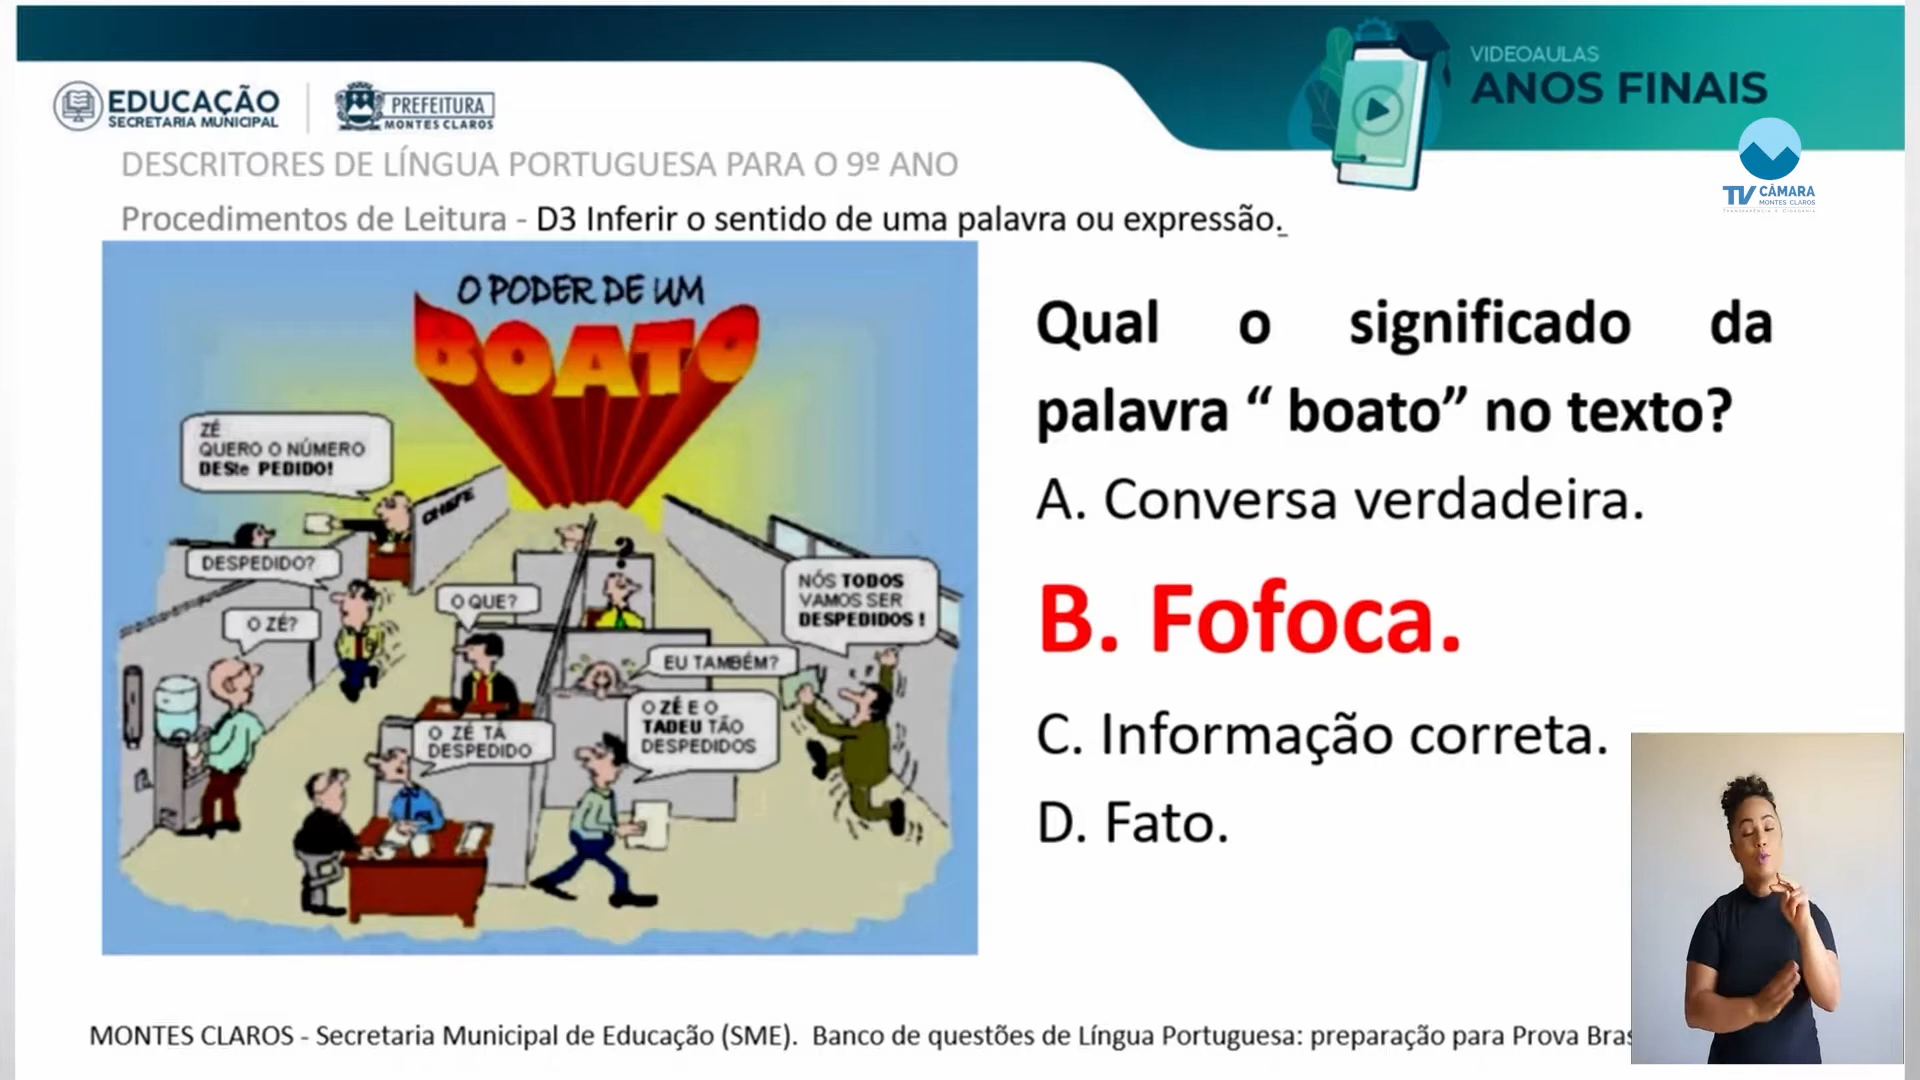 VIDEOAULAS
ANOS FINAIS
EDUCAÇÃO
SECRETARIA MUNICIPAL
PREFEITURA
MONTES CLAROS
TV CÂMARA
MONTES CLAROS
DESCRITORES DE LÍNGUA PORTUGUESA PARA O 9º ANO
Procedimentos de Leitura - D3 Inferir o sentido de uma palavra ou expressão.
O PODER DE UM
BOATO
ZÉ
QUERO O NÚMERO
DESte PEDIDO!
CHEFE
DESPEDIDO?
O ZÉ?
O QUE?
?
O ZÉ TÁ
DESPEDIDO
EU TAMBÉM?
O ZÉ E O
TADEU TÃO
DESPEDIDOS
NÓS TODOS
VAMOS SER
DESPEDIDOS !
Qual o significado da
palavra “ boato” no texto?
A. Conversa verdadeira.
B. Fofoca.
C. Informação correta.
D. Fato.
MONTES CLAROS - Secretaria Municipal de Educação (SME). Banco de questões de Língua Portuguesa: preparação para Prova Bras